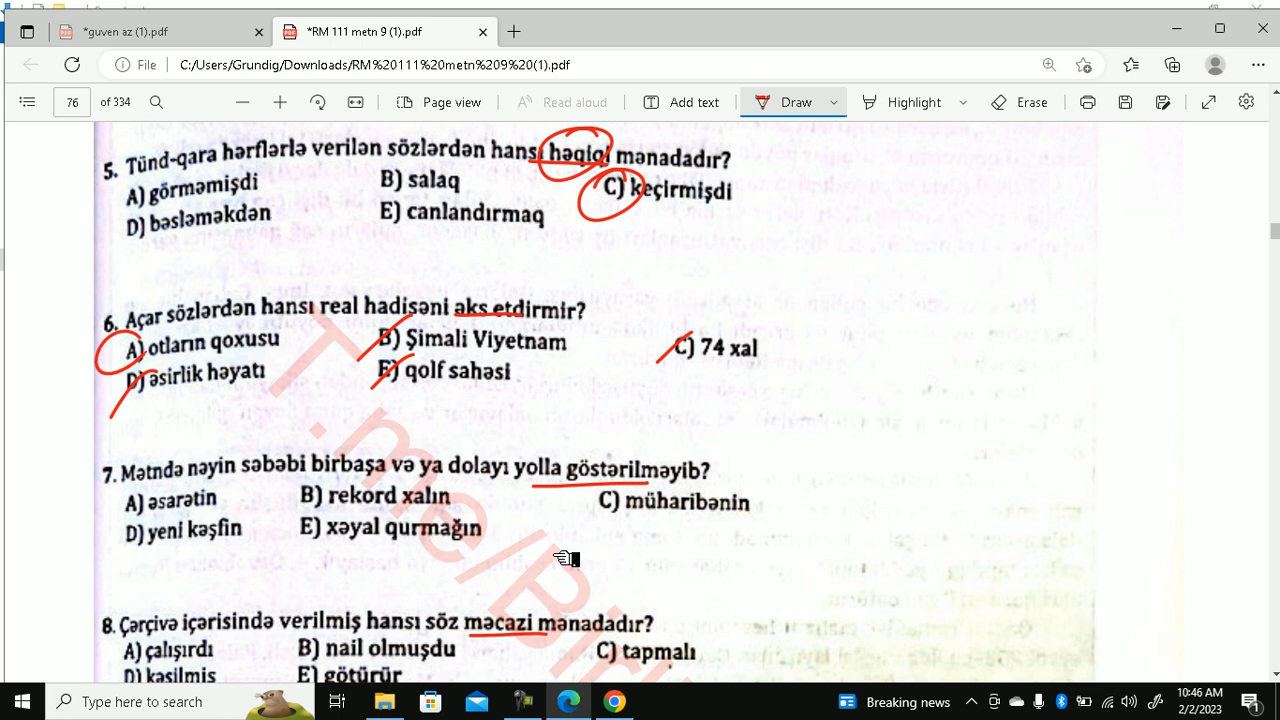 *guven az (1).pdf
*RM 111 metn 9 (1).pdf
File C:/Users/Grundig/Downloads/RM%20111%20metn%209%20(1).pdf
76 of 334 Page view Read aloud Add text Draw Highlight Erase
5. Tünd-qara hərflərlə verilən sözlərdən hansı həqiqi mənadadır?
A) görməmişdi B) salaq C) keçirmişdi
D) bəsləməkdən E) canlandırmaq
6. Açar sözlərdən hansı real hadisəni əks etdirmir?
A) otların qoxusu B) Şimali Viyetnam C) 74 xal
D) əsirlik həyatı E) qolf sahəsi
7. Mətndə nəyin səbəbi birbaşa və ya dolayı yolla göstərilməyib?
A) əsarətin B) rekord xalın C) müharibənin
D) yeni kəşfin E) xəyal qurmağın
8. Çərçivə içərisində verilmiş hansı söz məcazi mənadadır?
A) çalışırdı B) nail olmuşdu C) tapmalı
D) kəsilmiş E) götürür
T.me/Bir
Type here to search
Breaking news
10:46 AM
2/2/2023